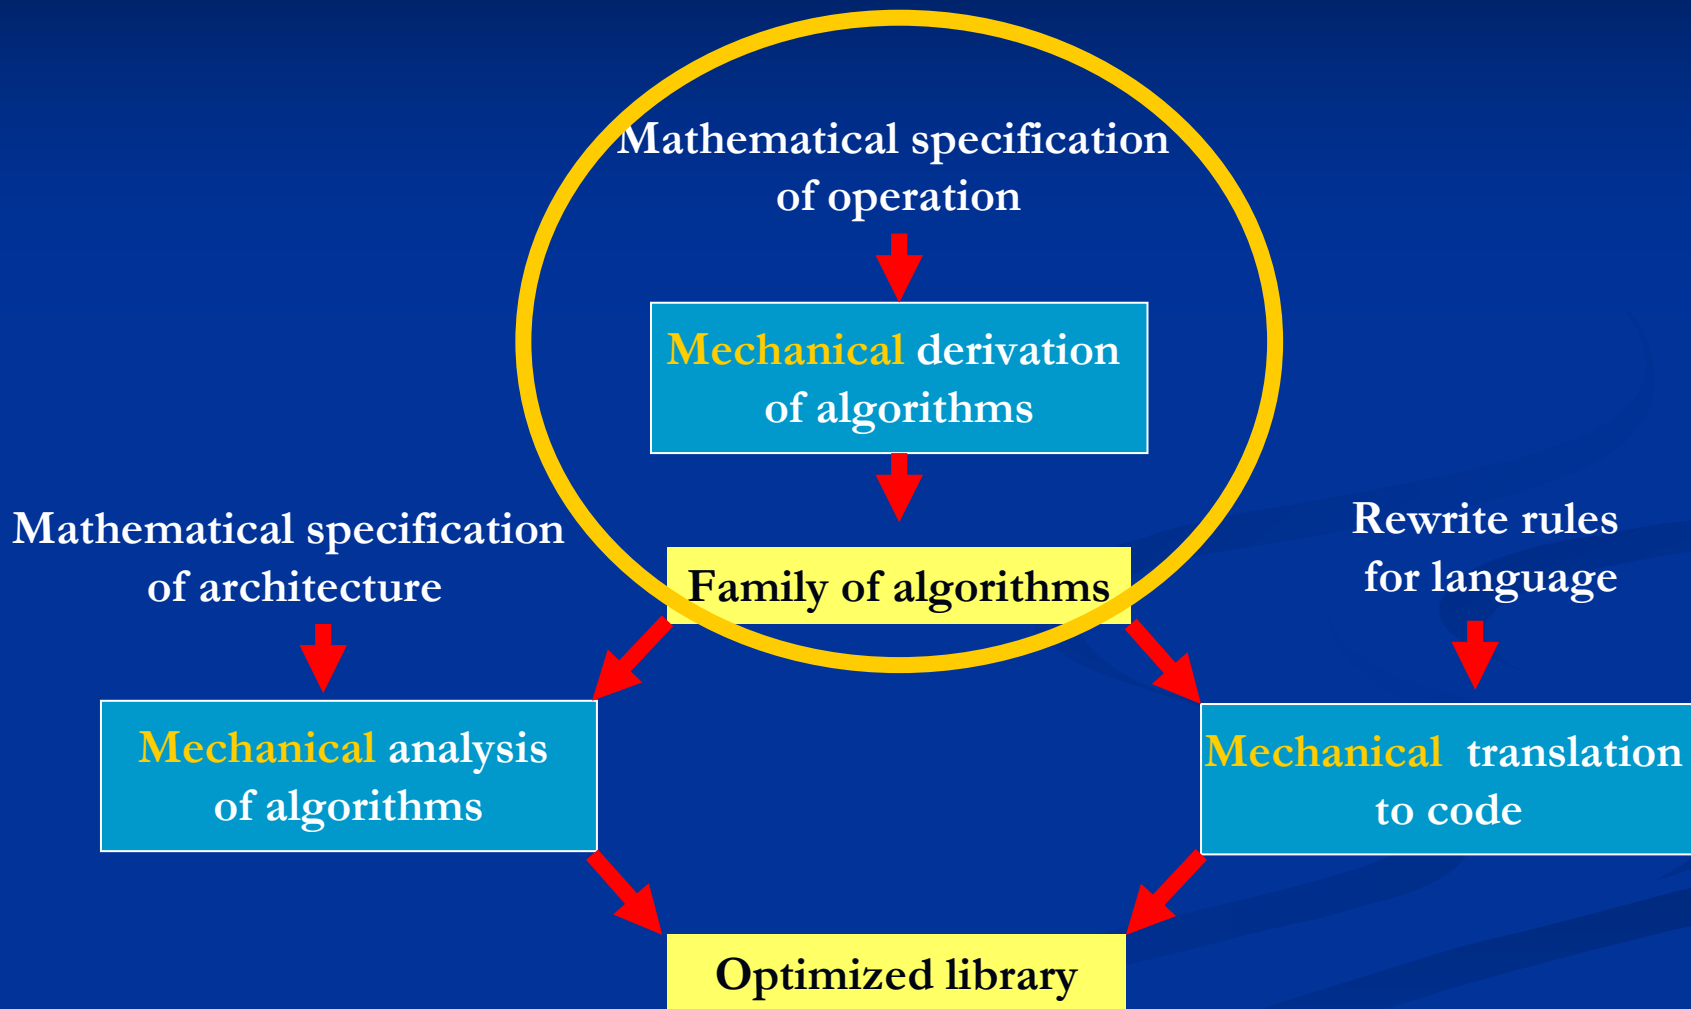 Mathematical specification
of operation
Mechanical derivation
of algorithms
Mathematical specification
of architecture
Family of algorithms
Rewrite rules
for language
Mechanical analysis
of algorithms
Mechanical translation
to code
Optimized library